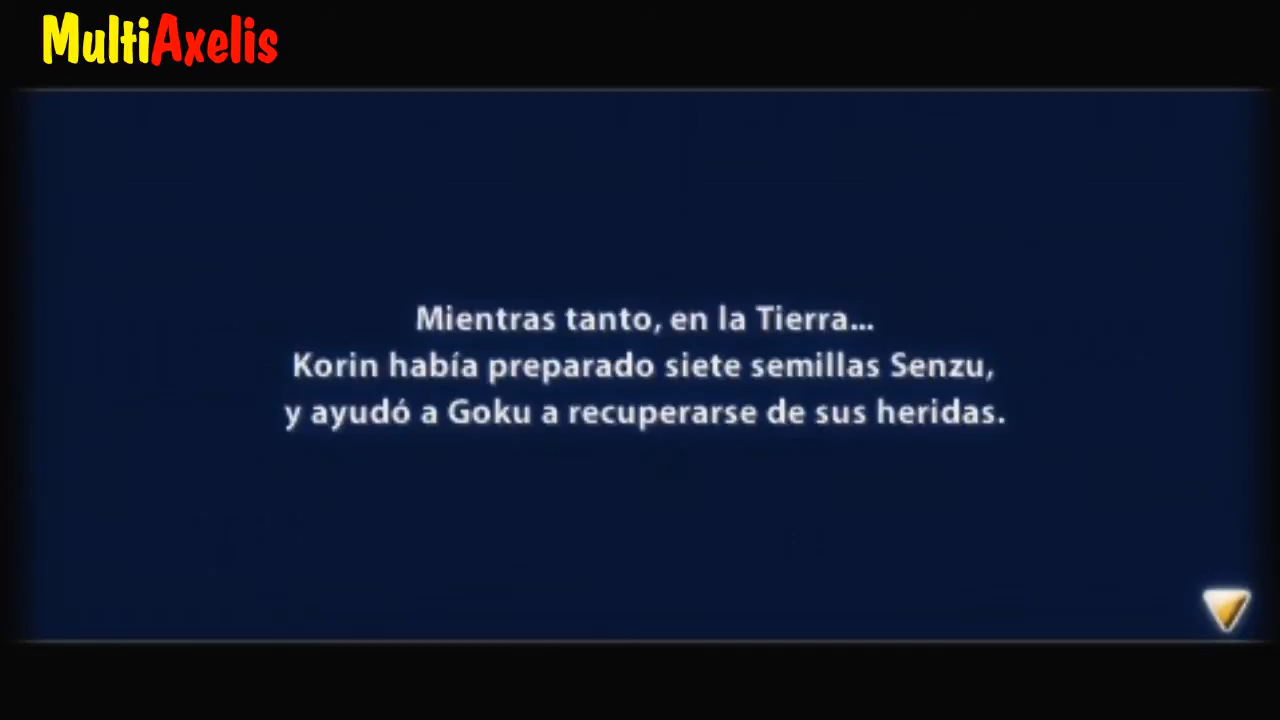 MultiAxelis
Mientras tanto, en la Tierra...
Korin había preparado siete semillas Senzu,
y ayudó a Goku a recuperarse de sus heridas.